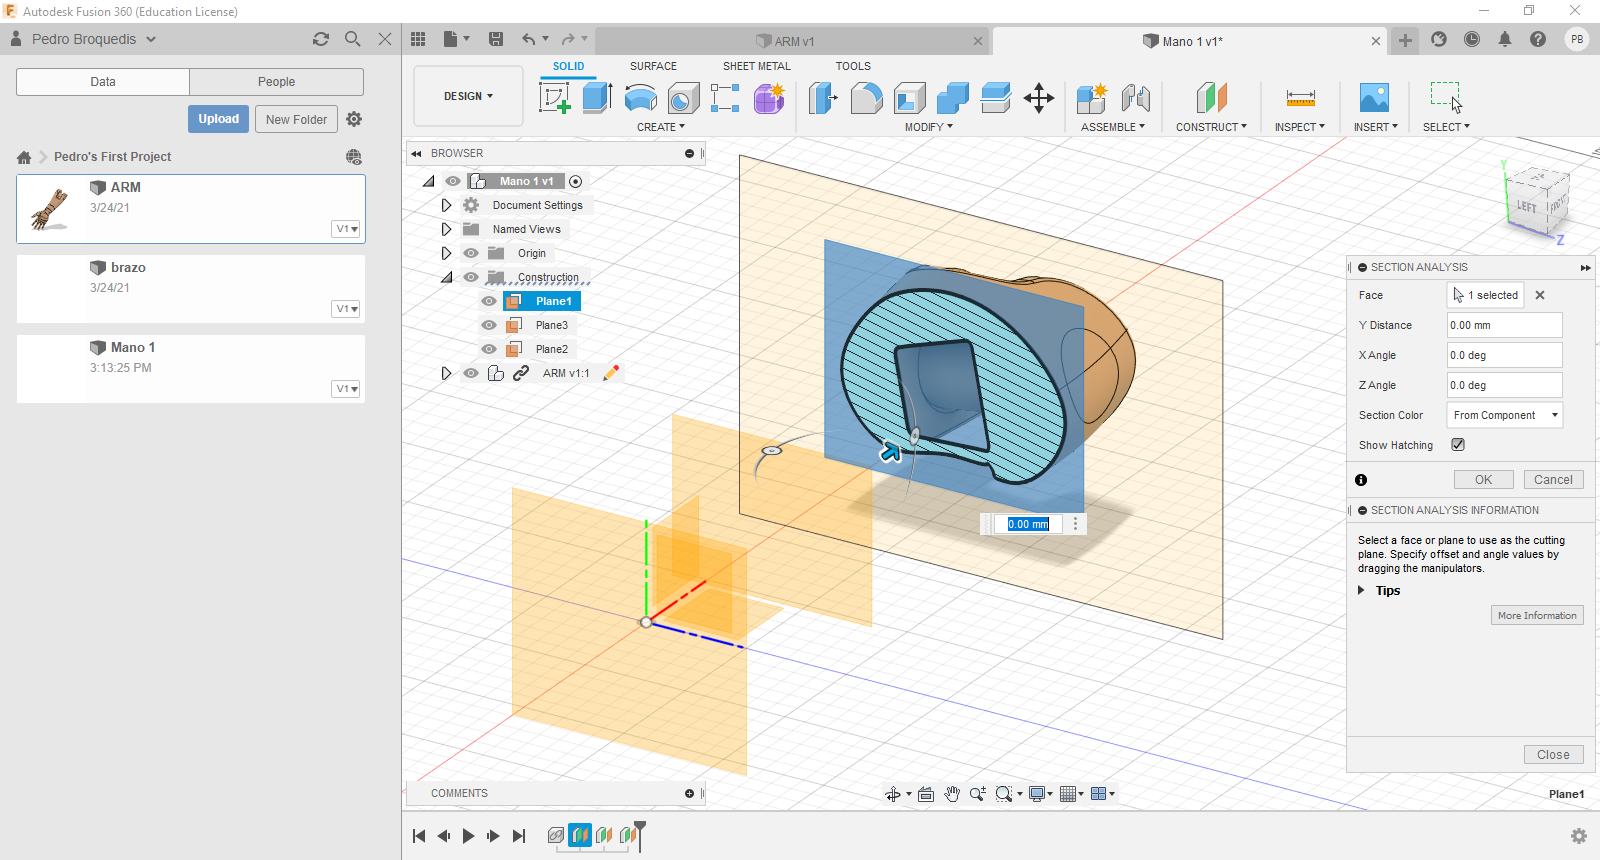 Autodesk Fusion 360 (Education License)
Pedro Broquedis
ARM v1
Mano 1 v1*
PB
Data
People
Upload
New Folder
Pedro's First Project
ARM
3/24/21
V1
brazo
3/24/21
V1
Mano 1
3:13:25 PM
V1
DESIGN
SOLID
SURFACE
SHEET METAL
TOOLS
CREATE
MODIFY
ASSEMBLE
CONSTRUCT
INSPECT
INSERT
SELECT
BROWSER
Mano 1 v1
Document Settings
Named Views
Origin
Construction
Plane1
Plane3
Plane2
ARM v1:1
0.00 mm
Y
LEFT
Z
SECTION ANALYSIS
Face
1 selected
Y Distance
0.00 mm
X Angle
0.0 deg
Z Angle
0.0 deg
Section Color
From Component
Show Hatching
OK
Cancel
SECTION ANALYSIS INFORMATION
Select a face or plane to use as the cutting
plane. Specify offset and angle values by
dragging the manipulators.
Tips
More Information
Close
COMMENTS
Plane1